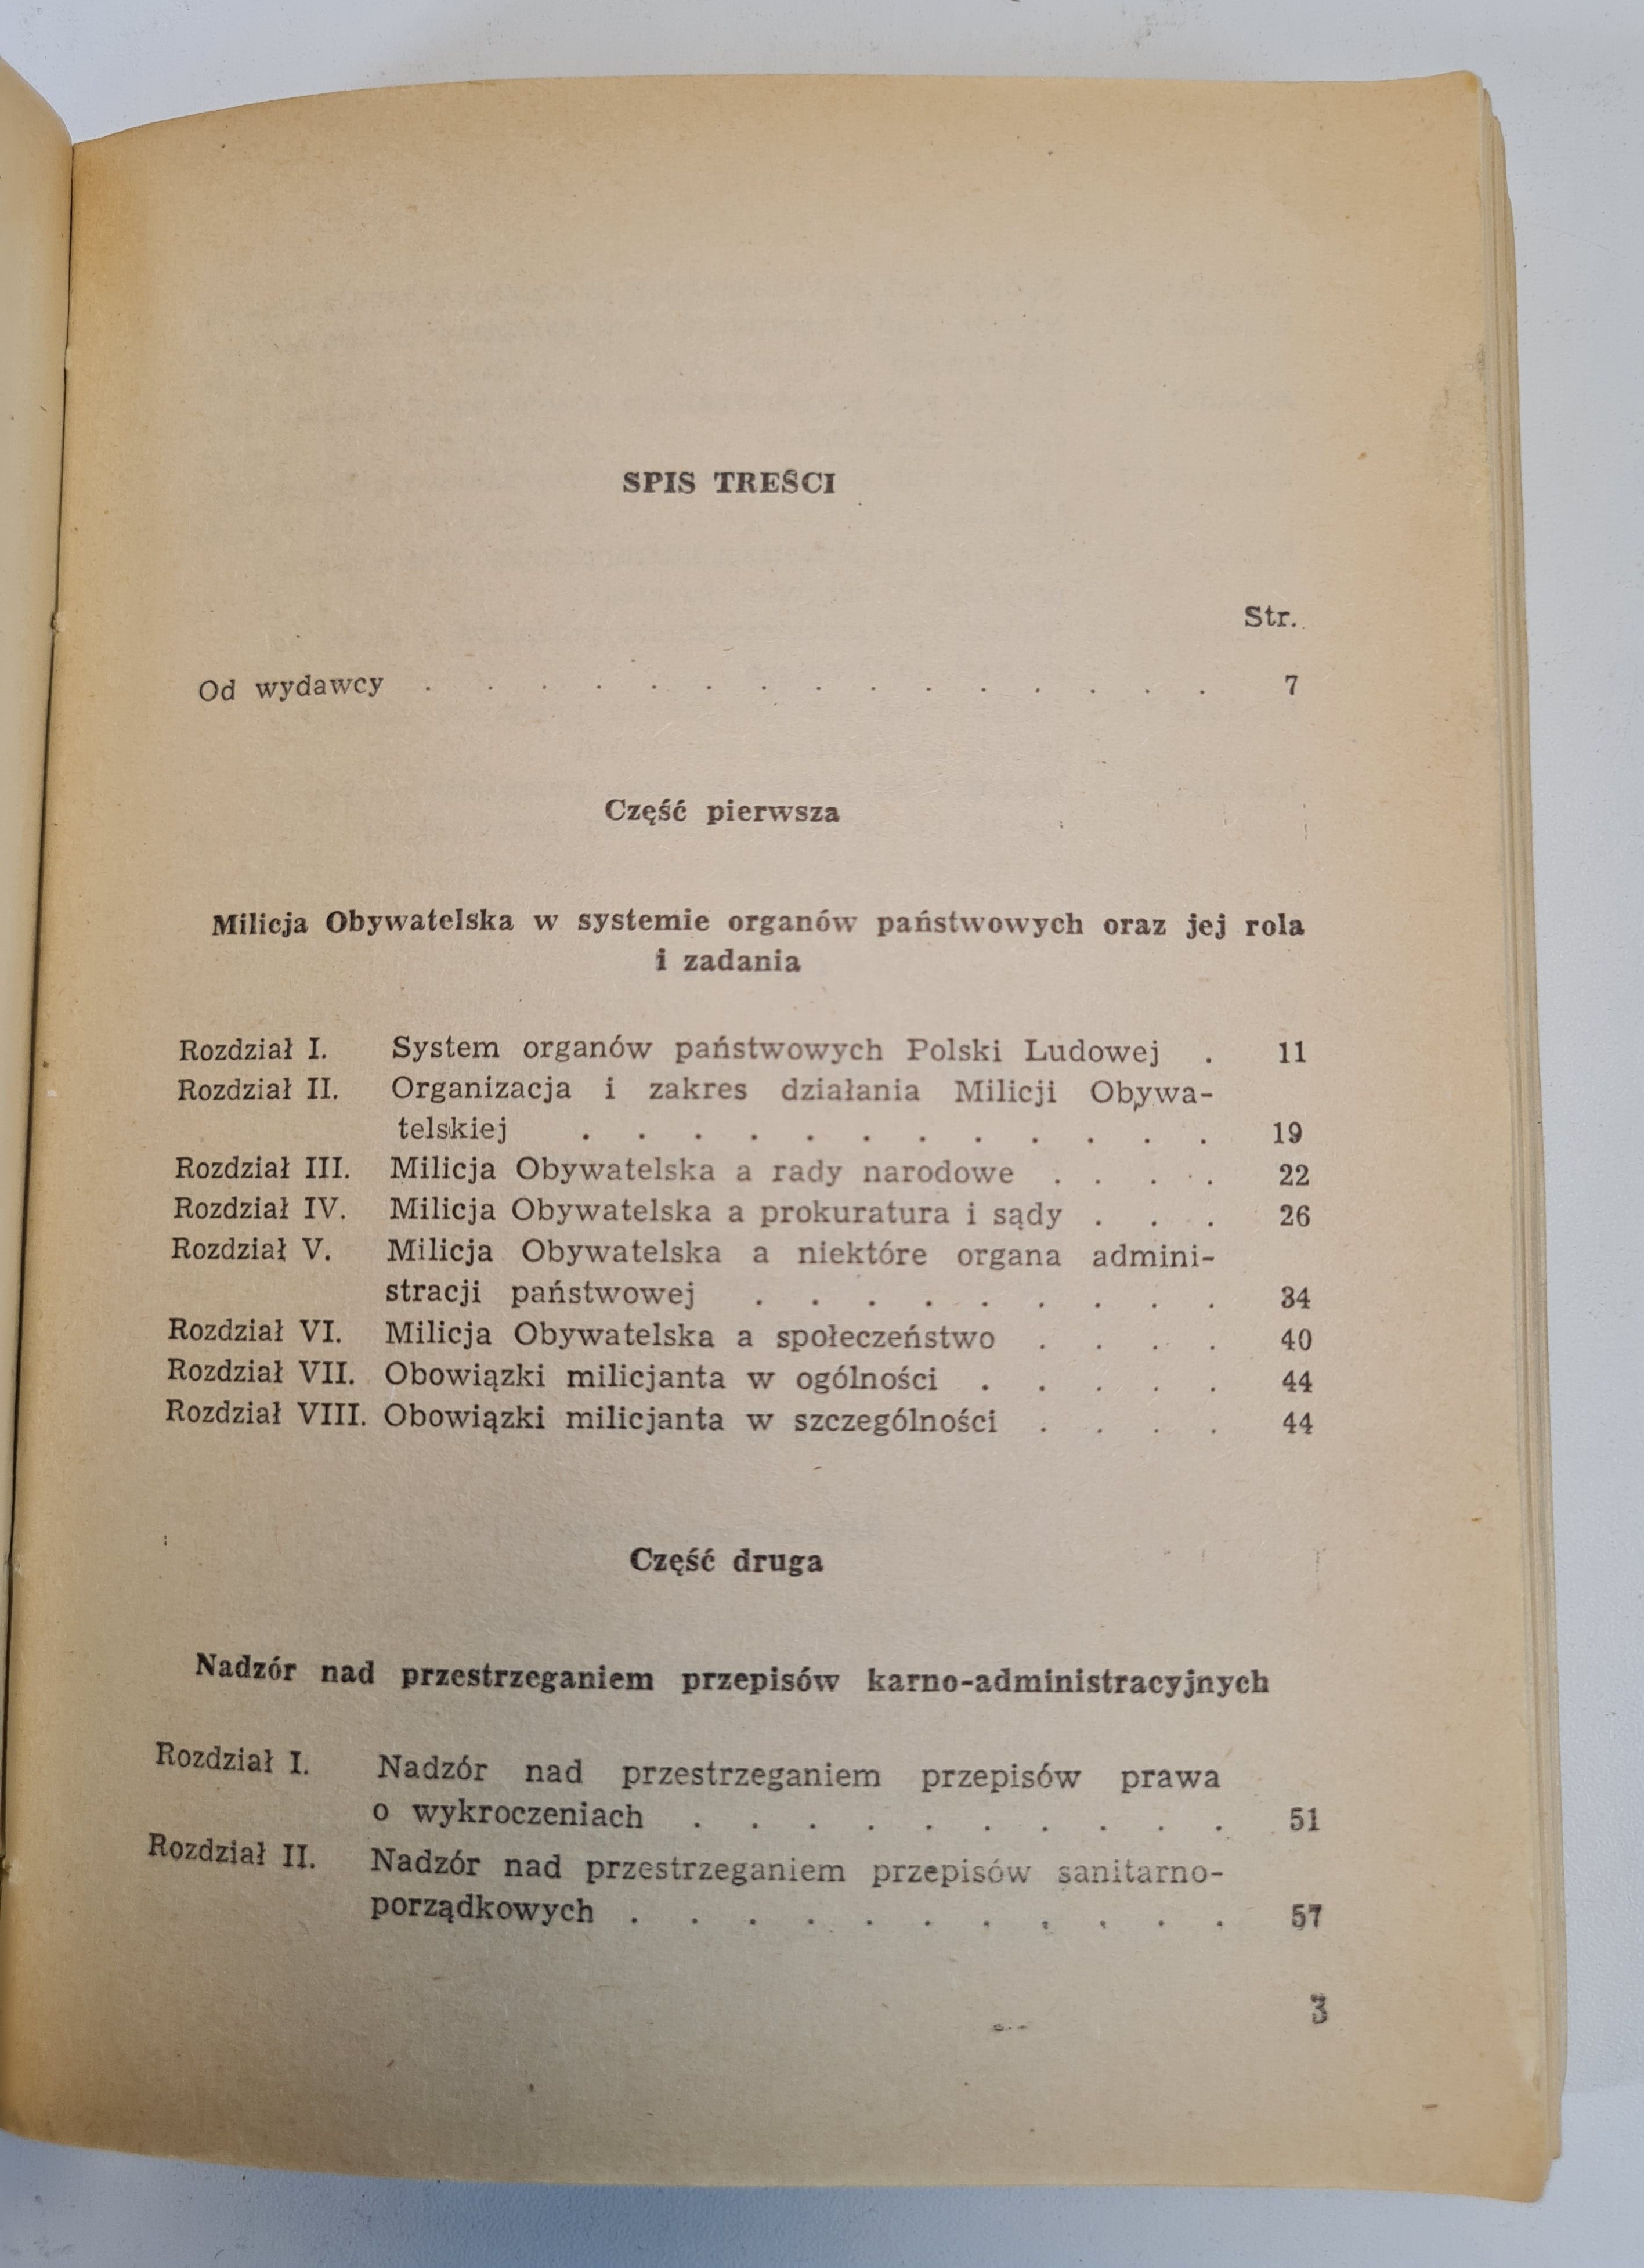 SPIS TREŚCI
Str.
Od wydawcy . . . . . . . . . . . . . . . 7
Część pierwsza
Milicja Obywatelska w systemie organów państwowych oraz jej rola
i zadania
Rozdział I. System organów państwowych Polski Ludowej . 11
Rozdział II. Organizacja i zakres działania Milicji Obywa-
telskiej . . . . . . . . . . . . 19
Rozdział III. Milicja Obywatelska a rady narodowe . . . . 22
Rozdział IV. Milicja Obywatelska a prokuratura i sądy . . . 26
Rozdział V. Milicja Obywatelska a niektóre organa admini-
stracji państwowej . . . . . . . . . 34
Rozdział VI. Milicja Obywatelska a społeczeństwo . . . . 40
Rozdział VII. Obowiązki milicjanta w ogólności . . . . . 44
Rozdział VIII. Obowiązki milicjanta w szczególności . . . . 44
Część druga
Nadzór nad przestrzeganiem przepisów karno-administracyjnych
Rozdział I. Nadzór nad przestrzeganiem przepisów prawa
o wykroczeniach . . . . . . . . . . 51
Rozdział II. Nadzór nad przestrzeganiem przepisów sanitarno-
porządkowych . . . . . . . . . . . 57
3